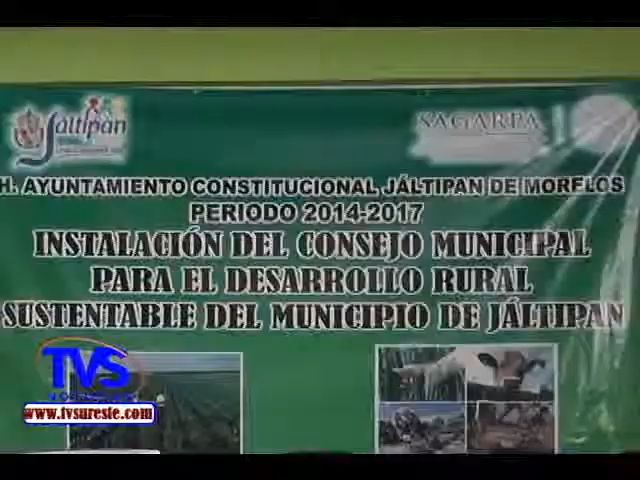 Jáltipan
SAGARPA
H. AYUNTAMIENTO CONSTITUCIONAL JÁLTIPAN DE MORELOS
PERIODO 2014-2017
INSTALACIÓN DEL CONSEJO MUNICIPAL
PARA EL DESARROLLO RURAL
SUSTENTABLE DEL MUNICIPIO DE JÁLTIPAN
TVS
www.tvsureste.com